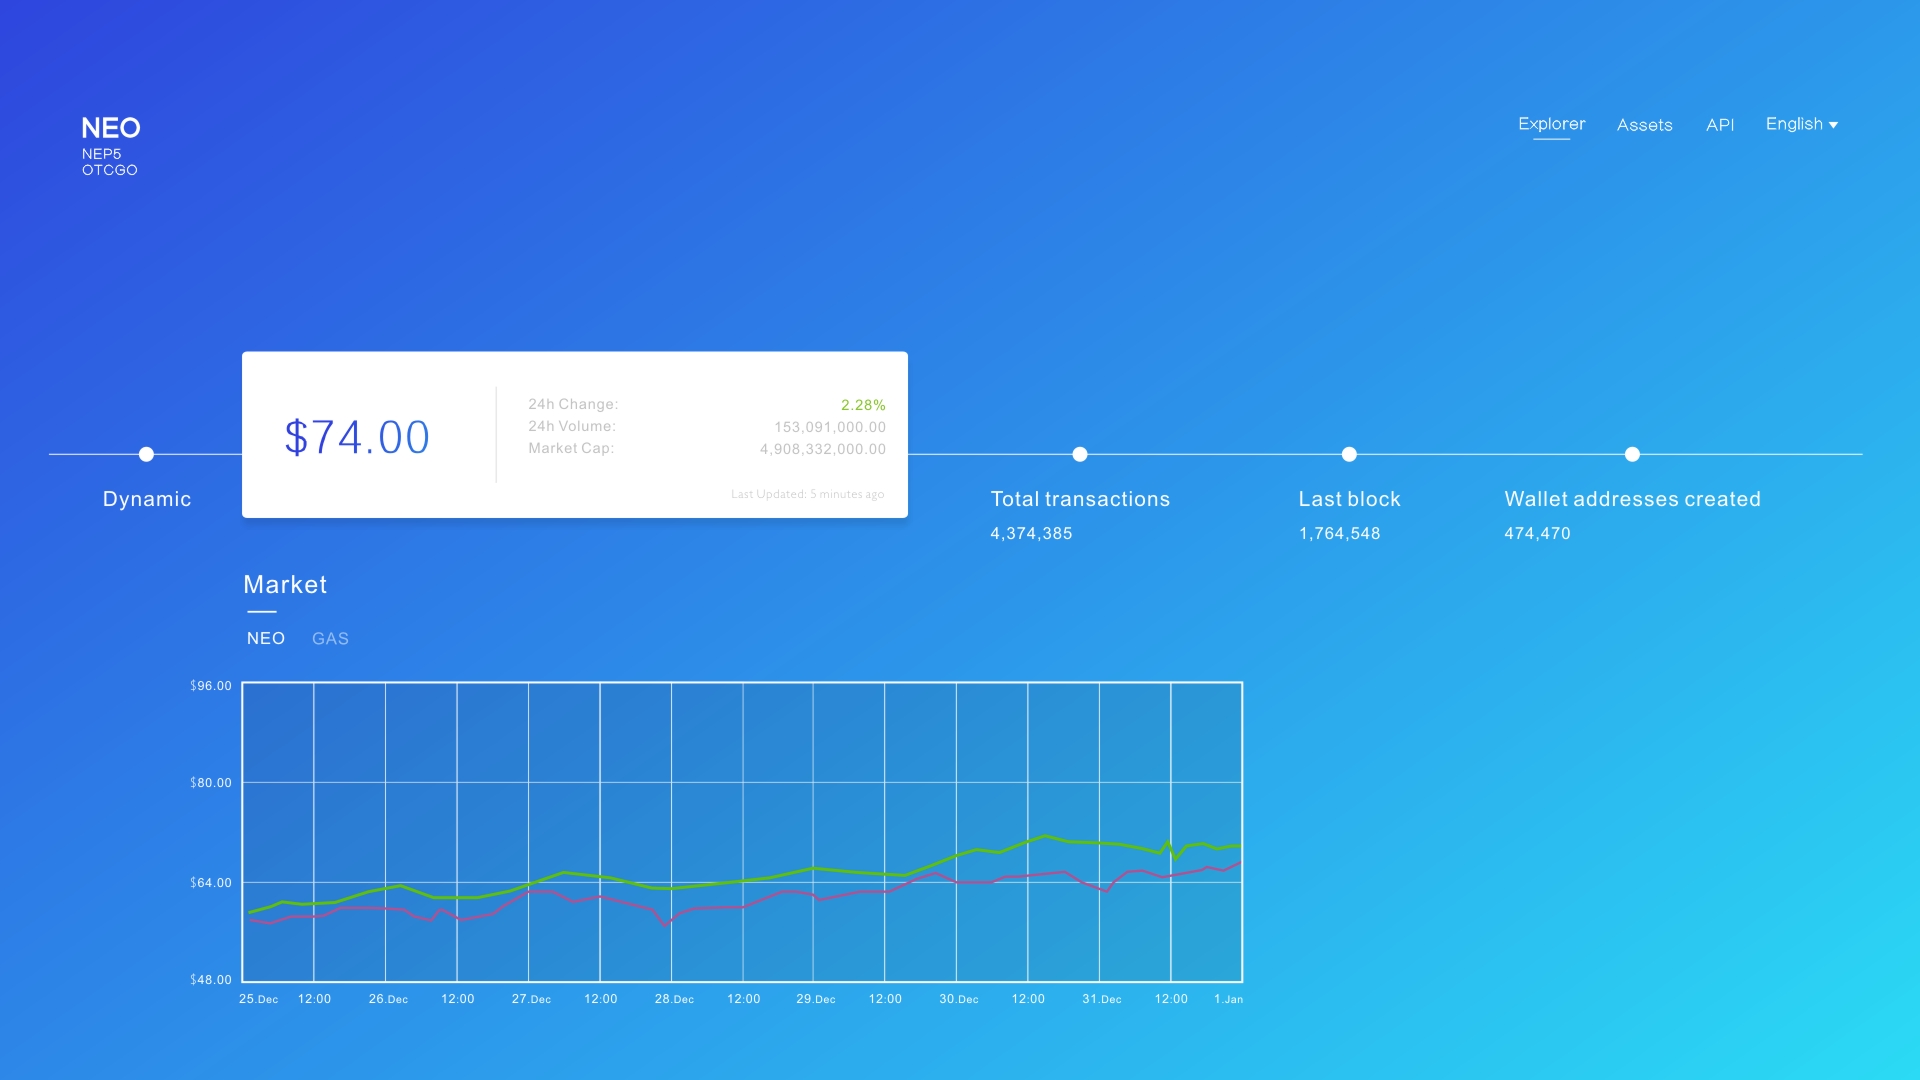 NEO
NEP5
OTCGO
Explorer
Assets
API
English
$74.00
24h Change: 2.28%
24h Volume: 153,091,000.00
Market Cap: 4,908,332,000.00
Last Updated: 5 minutes ago
Dynamic
Total transactions
4,374,385
Last block
1,764,548
Wallet addresses created
474,470
Market
NEO GAS
$96.00
$80.00
$64.00
$48.00
25.Dec 12:00 26.Dec 12:00 27.Dec 12:00 28.Dec 12:00 29.Dec 12:00 30.Dec 12:00 31.Dec 12:00 1.Jan